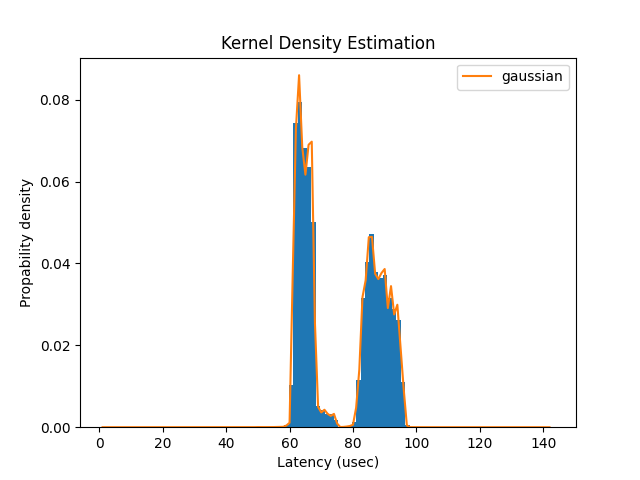 Kernel Density Estimation
gaussian
Propability density
0.08
0.06
0.04
0.02
0.00
0 20 40 60 80 100 120 140
Latency (usec)